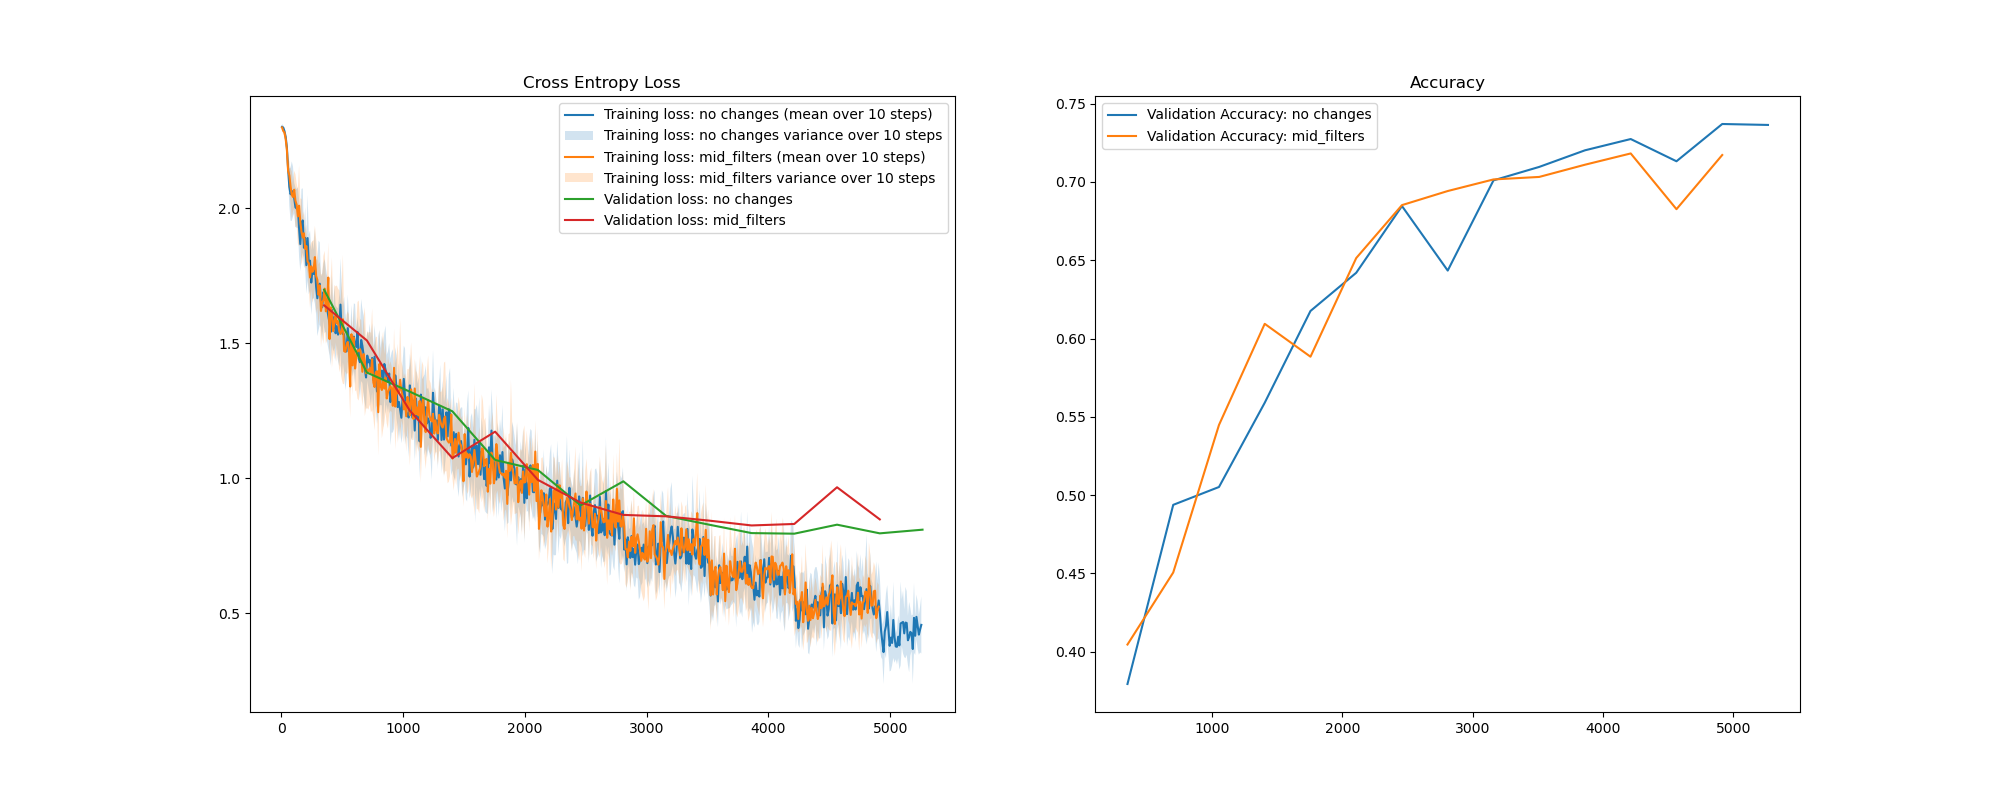 Cross Entropy Loss
Training loss: no changes (mean over 10 steps)
Training loss: no changes variance over 10 steps
Training loss: mid_filters (mean over 10 steps)
Training loss: mid_filters variance over 10 steps
Validation loss: no changes
Validation loss: mid_filters
2.0
1.5
1.0
0.5
0
1000
2000
3000
4000
5000
Accuracy
Validation Accuracy: no changes
Validation Accuracy: mid_filters
0.75
0.70
0.65
0.60
0.55
0.50
0.45
0.40
1000
2000
3000
4000
5000